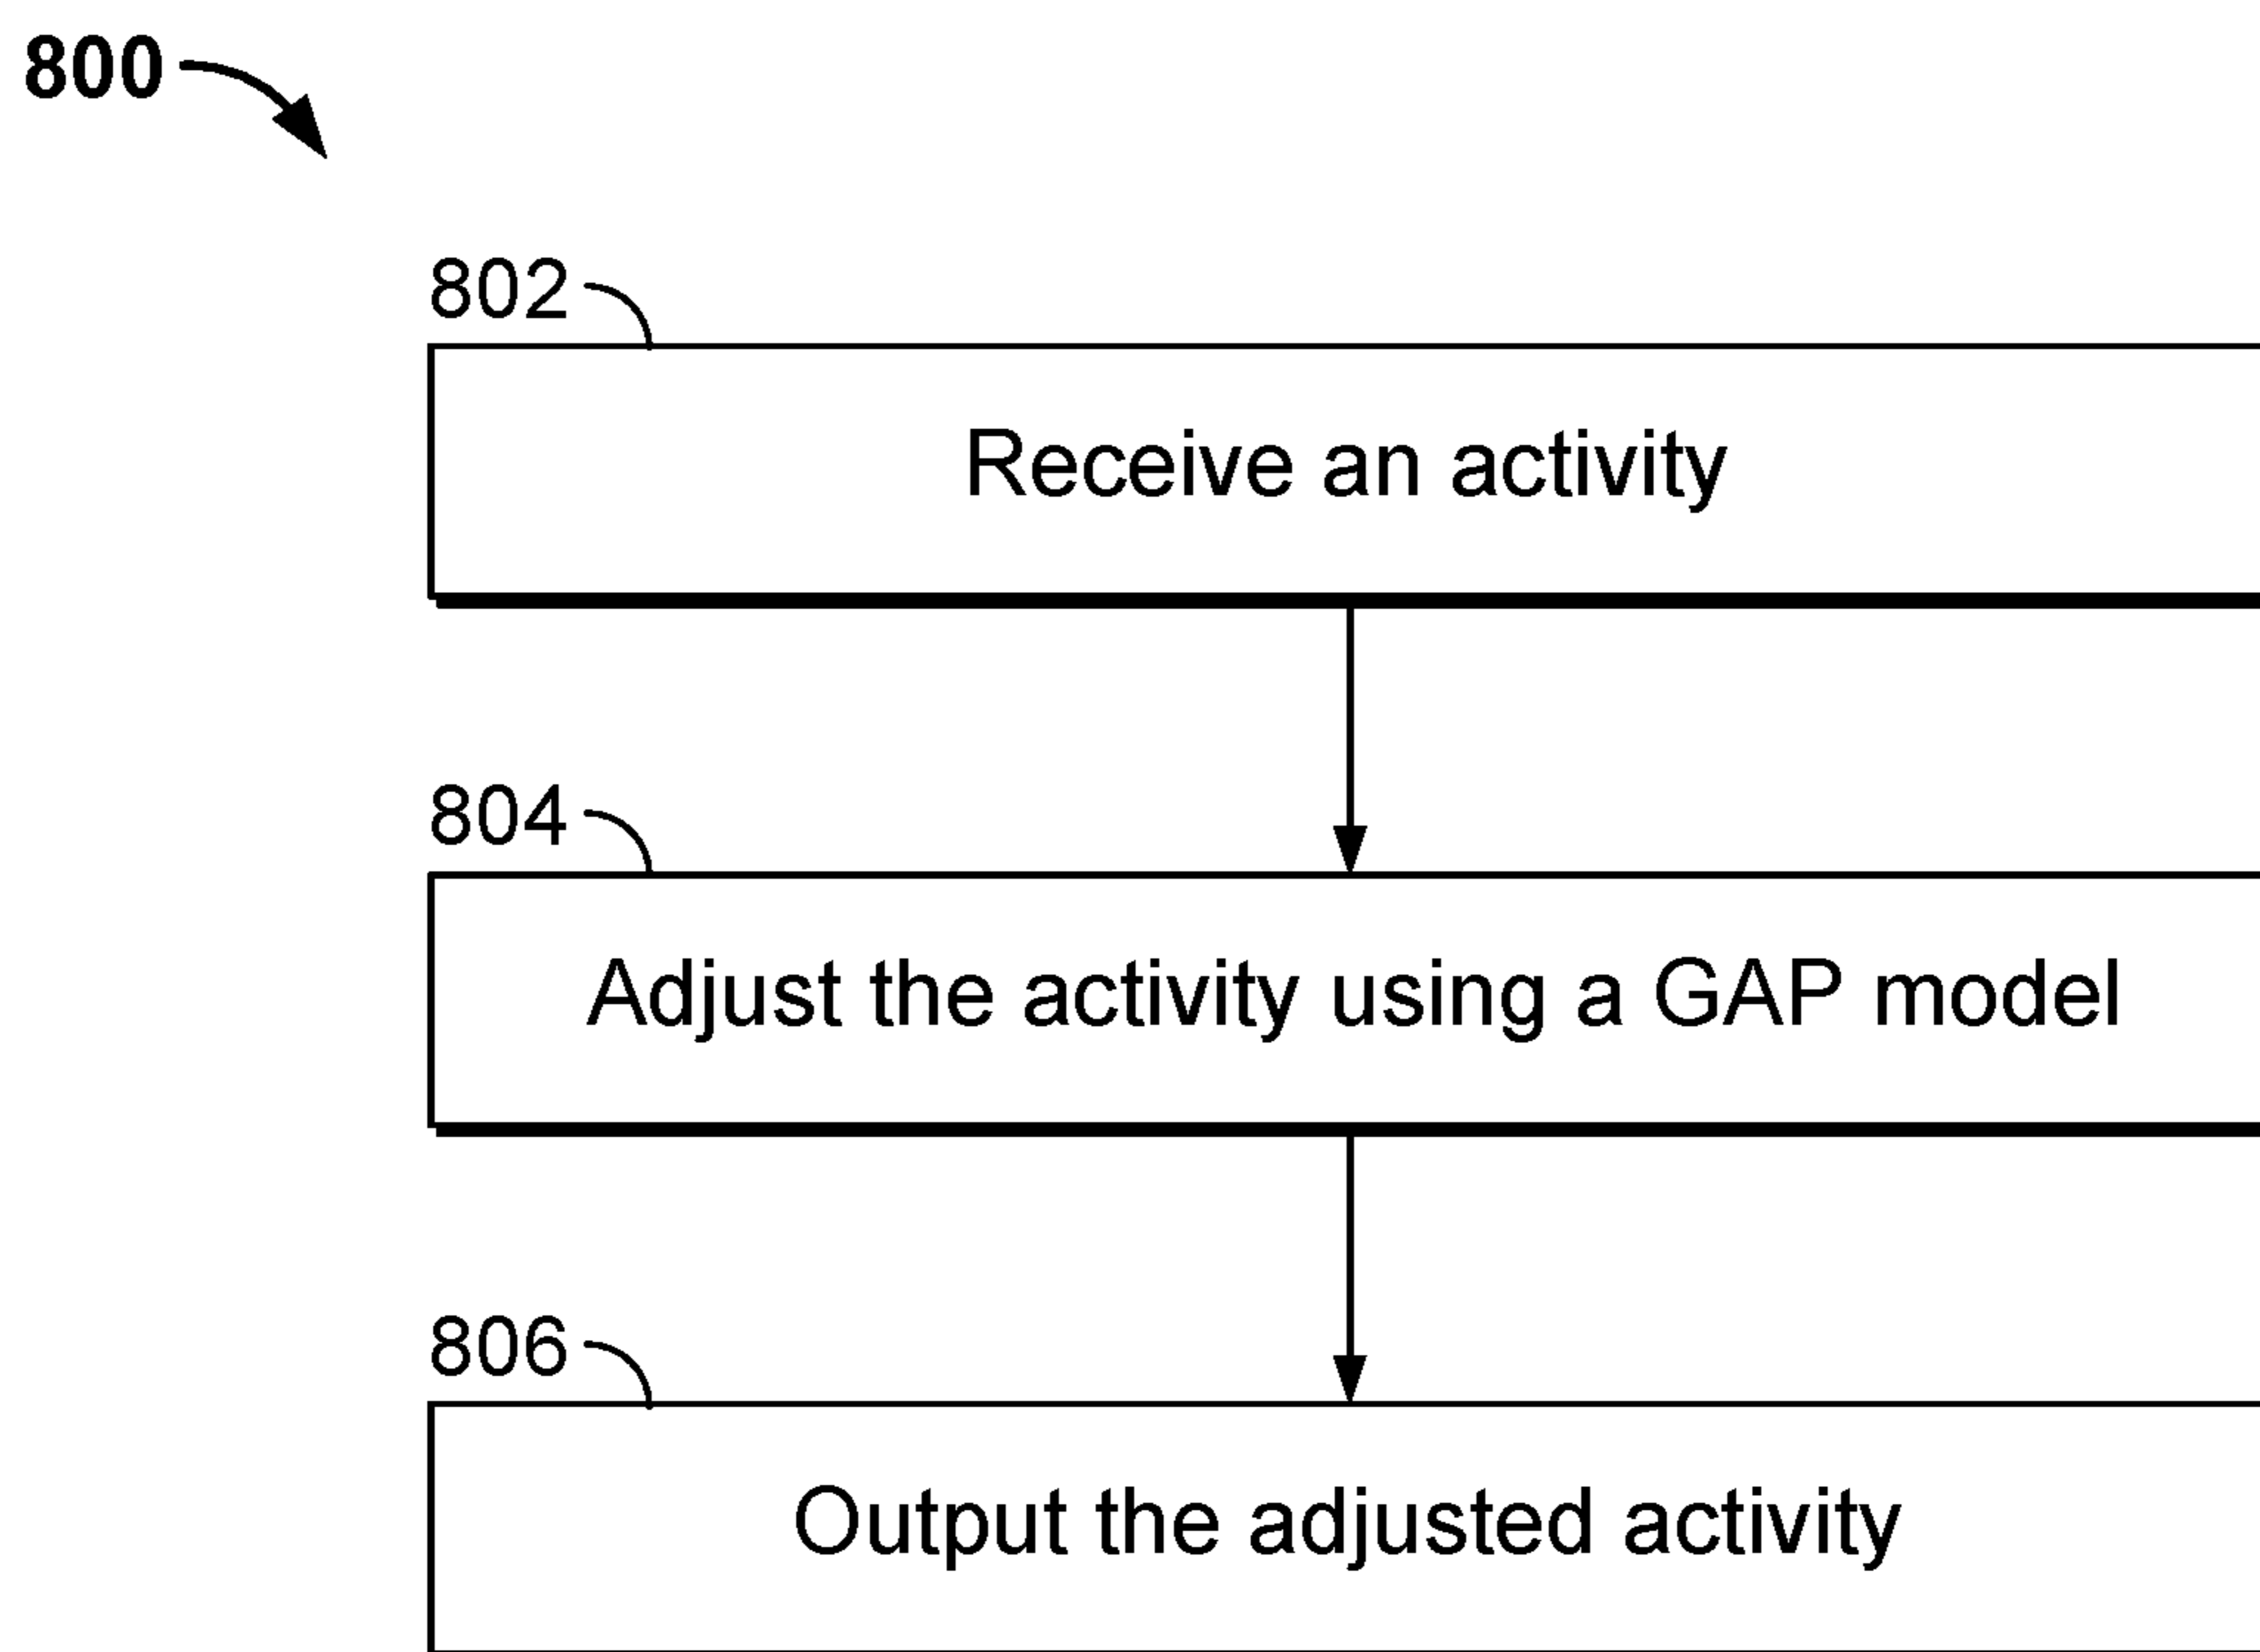 800
802
Receive an activity
804
Adjust the activity using a GAP model
806
Output the adjusted activity